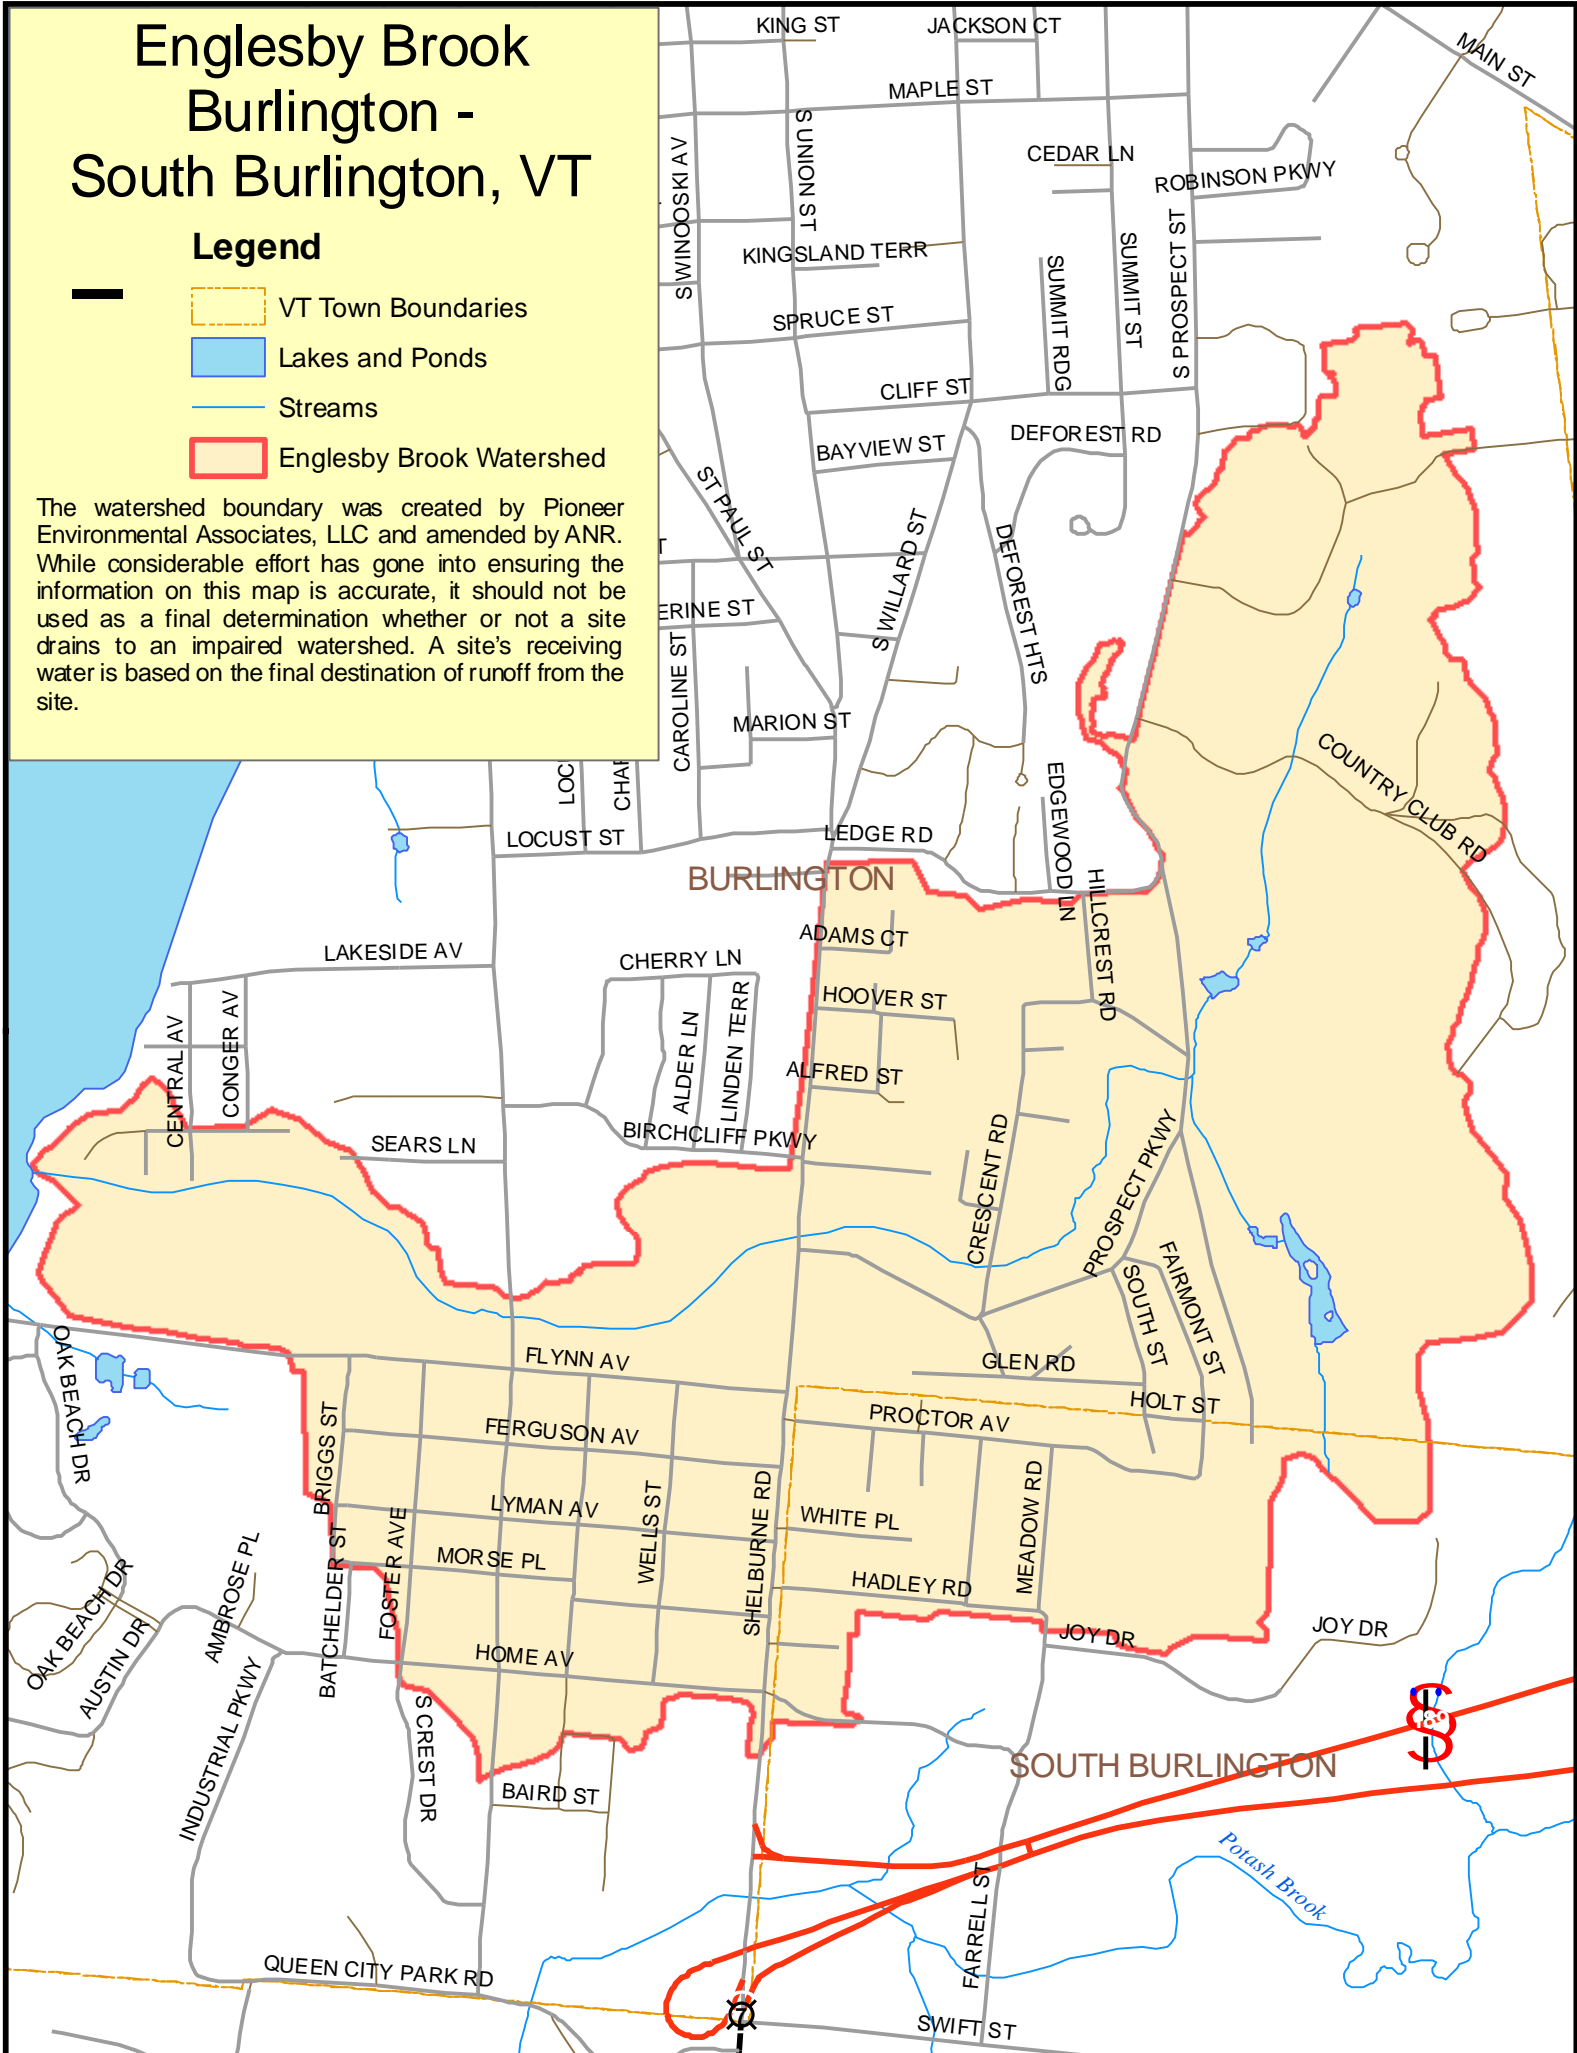 Englesby Brook
Burlington -
South Burlington, VT
Legend
VT Town Boundaries
Lakes and Ponds
Streams
Englesby Brook Watershed
The watershed boundary was created by Pioneer
Environmental Associates, LLC and amended by ANR.
While considerable effort has gone into ensuring the
information on this map is accurate, it should not be
used as a final determination whether or not a site
drains to an impaired watershed. A site's receiving
water is based on the final destination of runoff from the
site.
KING ST
JACKSON CT
MAIN ST
MAPLE ST
S WINOOSKI AV
S UNION ST
CEDAR LN
ROBINSON PKWY
KINGSLAND TERR
SUMMIT RDG
SUMMIT ST
S PROSPECT ST
SPRUCE ST
CLIFF ST
BAYVIEW ST
DEFOREST RD
ST PAUL ST
S WILLARD ST
DEFOREST HTS
T
ERINE ST
CAROLINE ST
MARION ST
LOCU
CHAR
COUNTRY CLUB RD
EDGEWOOD LN
LOCUST ST
LEDGE RD
BURLINGTON
HILLCREST RD
ADAMS CT
LAKESIDE AV
CHERRY LN
HOOVER ST
CENTRAL AV
CONGER AV
ALDER LN
LINDEN TERR
ALFRED ST
SEARS LN
BIRCHCLIFF PKWY
CRESCENT RD
PROSPECT PKWY
SOUTH ST
FAIRMONT ST
OAK BEACH DR
FLYNN AV
GLEN RD
HOLT ST
BRIGGS ST
FERGUSON AV
PROCTOR AV
LYMAN AV
WELLS ST
SHELBURNE RD
WHITE PL
MEADOW RD
BATCHELDER ST
FOSTER AVE
MORSE PL
HADLEY RD
OAK BEACH DR
AUSTIN DR
AMBROSE PL
HOME AV
JOY DR
JOY DR
INDUSTRIAL PKWY
S CREST DR
189
SOUTH BURLINGTON
BAIRD ST
Potash Brook
FARRELL ST
QUEEN CITY PARK RD
7
SWIFT ST